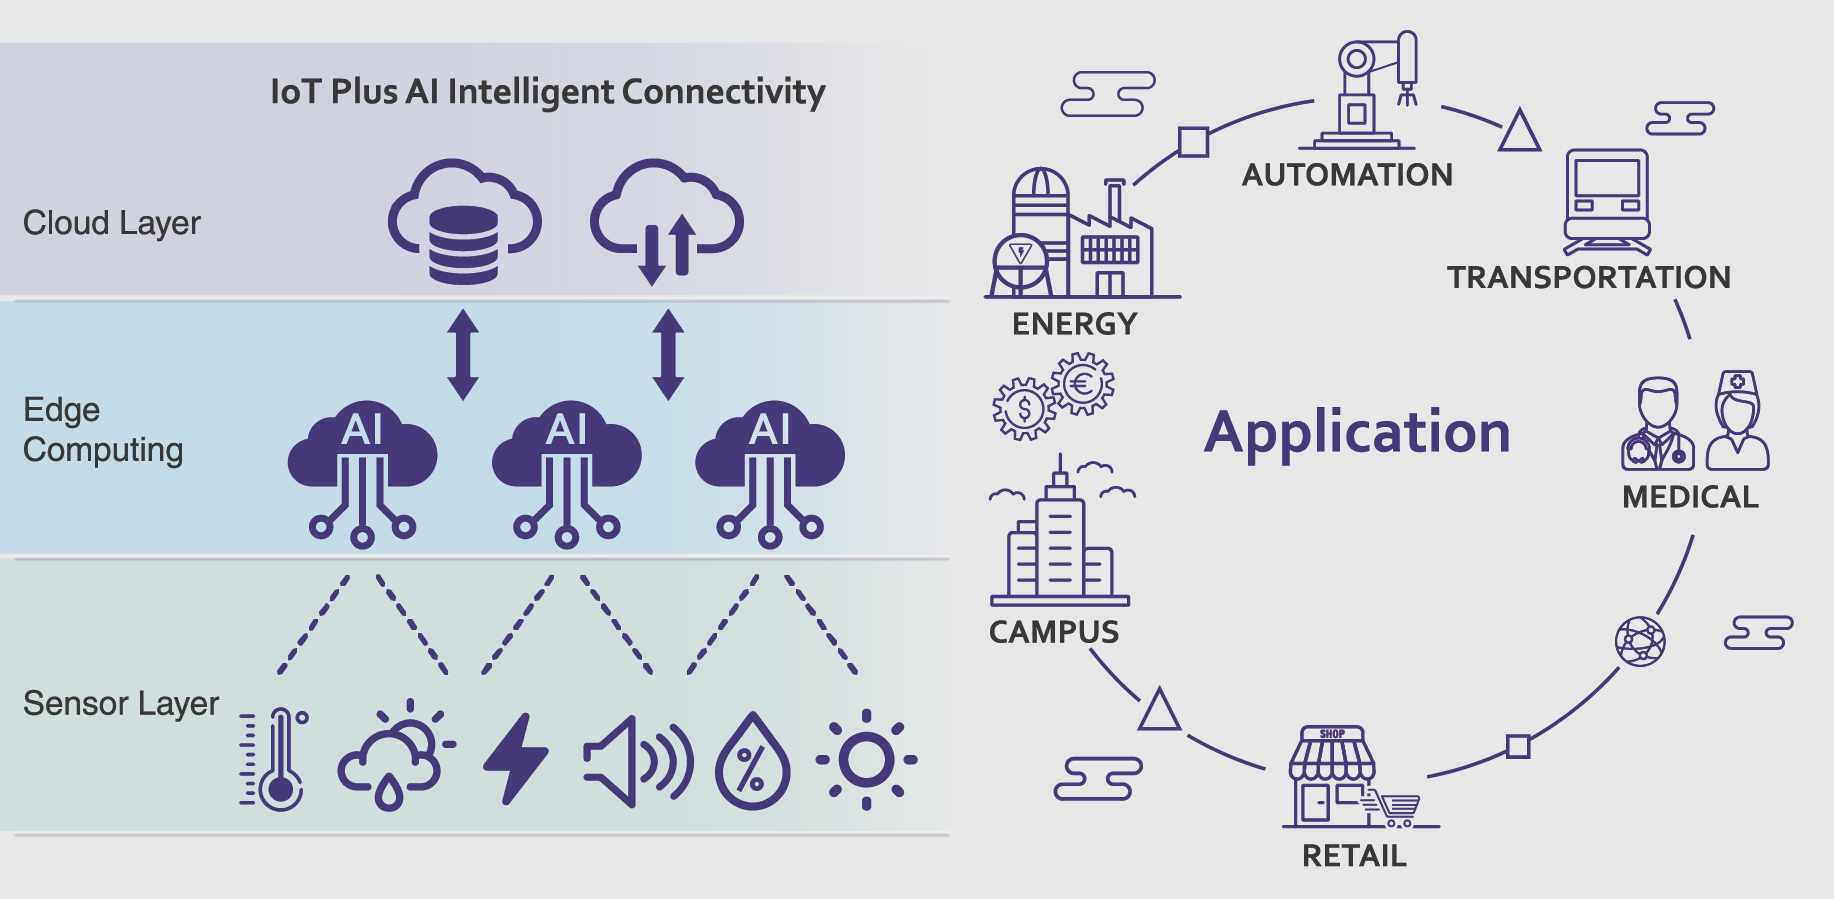 IoT Plus AI Intelligent Connectivity
Cloud Layer
Edge
Computing
AI
AI
AI
Sensor Layer
%
AUTOMATION
TRANSPORTATION
ENERGY
$
€
Application
MEDICAL
CAMPUS
SHOP
RETAIL